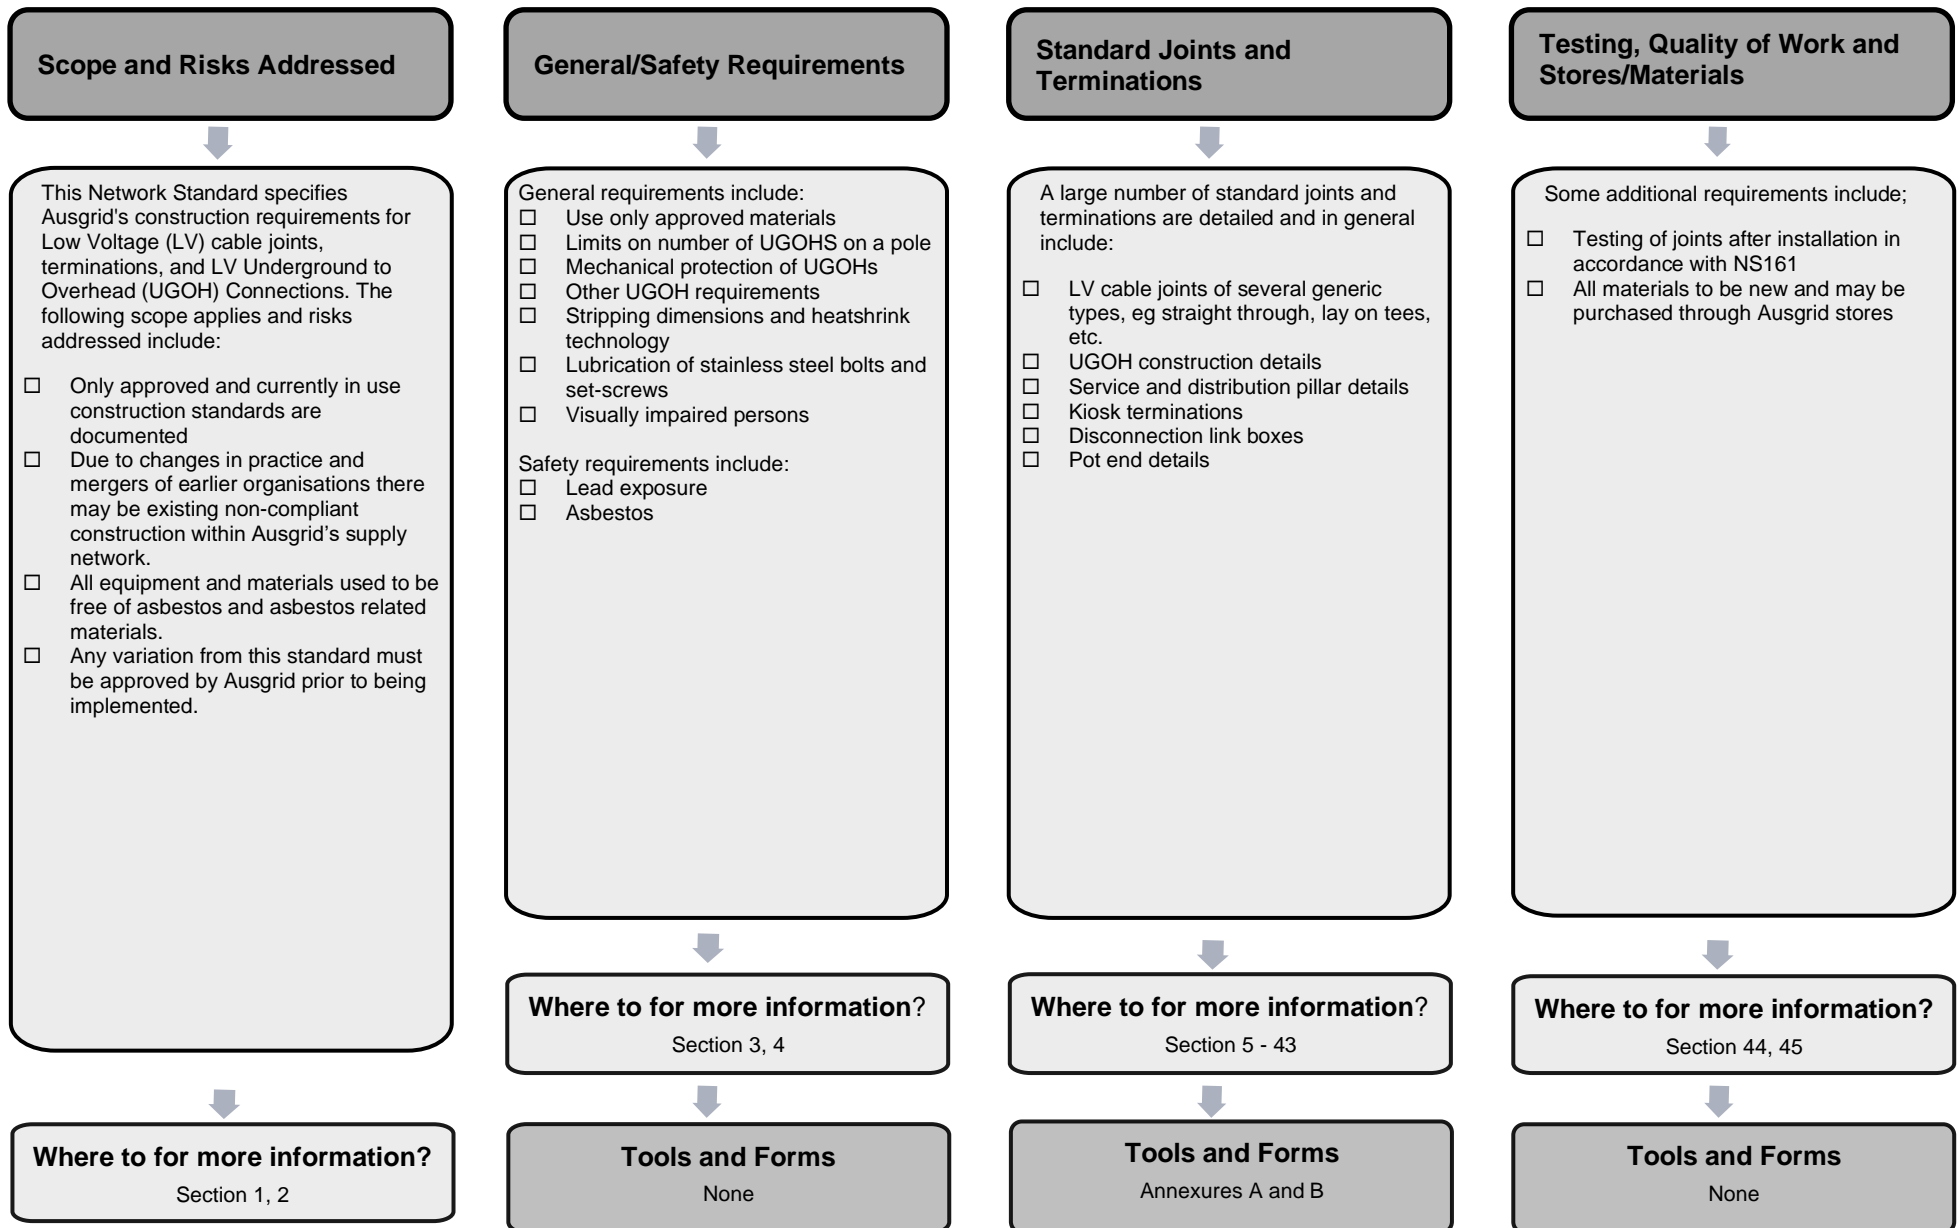 Scope and Risks Addressed
This Network Standard specifies
Ausgrid's construction requirements for
Low Voltage (LV) cable joints,
terminations, and LV Underground to
Overhead (UGOH) Connections. The
following scope applies and risks
addressed include:
☐ Only approved and currently in use
construction standards are
documented
☐ Due to changes in practice and
mergers of earlier organisations there
may be existing non-compliant
construction within Ausgrid’s supply
network.
☐ All equipment and materials used to be
free of asbestos and asbestos related
materials.
☐ Any variation from this standard must
be approved by Ausgrid prior to being
implemented.
Where to for more information?
Section 1, 2
General/Safety Requirements
General requirements include:
☐ Use only approved materials
☐ Limits on number of UGOHS on a pole
☐ Mechanical protection of UGOHs
☐ Other UGOH requirements
☐ Stripping dimensions and heatshrink
technology
☐ Lubrication of stainless steel bolts and
set-screws
☐ Visually impaired persons
Safety requirements include:
☐ Lead exposure
☐ Asbestos
Where to for more information?
Section 3, 4
Tools and Forms
None
Standard Joints and
Terminations
A large number of standard joints and
terminations are detailed and in general
include:
☐ LV cable joints of several generic
types, eg straight through, lay on tees,
etc.
☐ UGOH construction details
☐ Service and distribution pillar details
☐ Kiosk terminations
☐ Disconnection link boxes
☐ Pot end details
Where to for more information?
Section 5 - 43
Tools and Forms
Annexures A and B
Testing, Quality of Work and
Stores/Materials
Some additional requirements include;
☐ Testing of joints after installation in
accordance with NS161
☐ All materials to be new and may be
purchased through Ausgrid stores
Where to for more information?
Section 44, 45
Tools and Forms
None